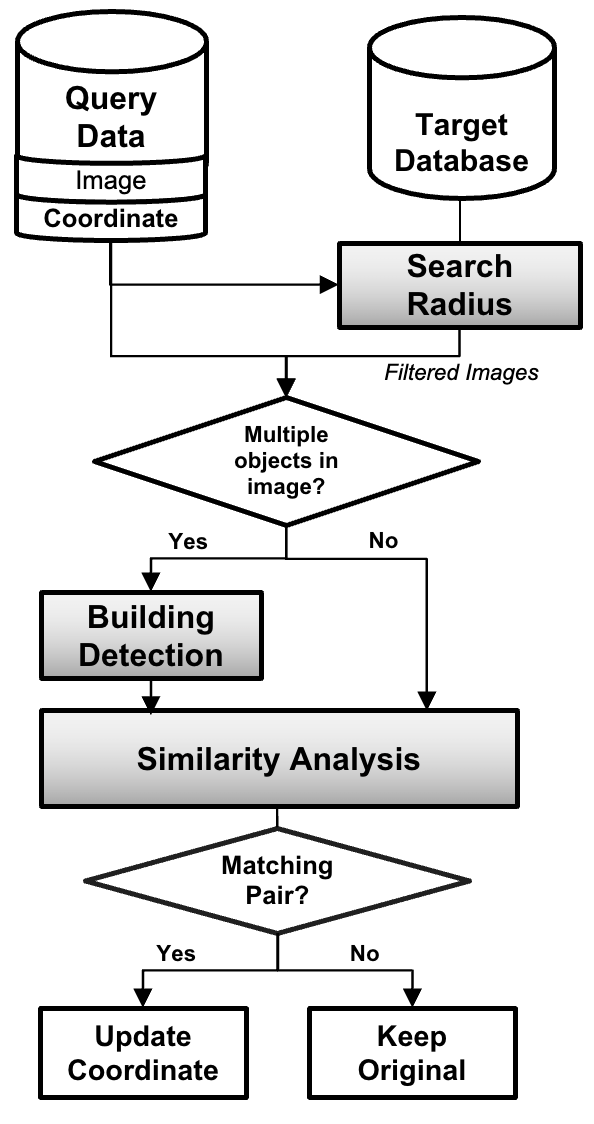 Query
Data
Image
Coordinate
Target
Database
Search
Radius
Filtered Images
Multiple
objects in
image?
Yes
No
Building
Detection
Similarity Analysis
Matching
Pair?
Yes
No
Update
Coordinate
Keep
Original